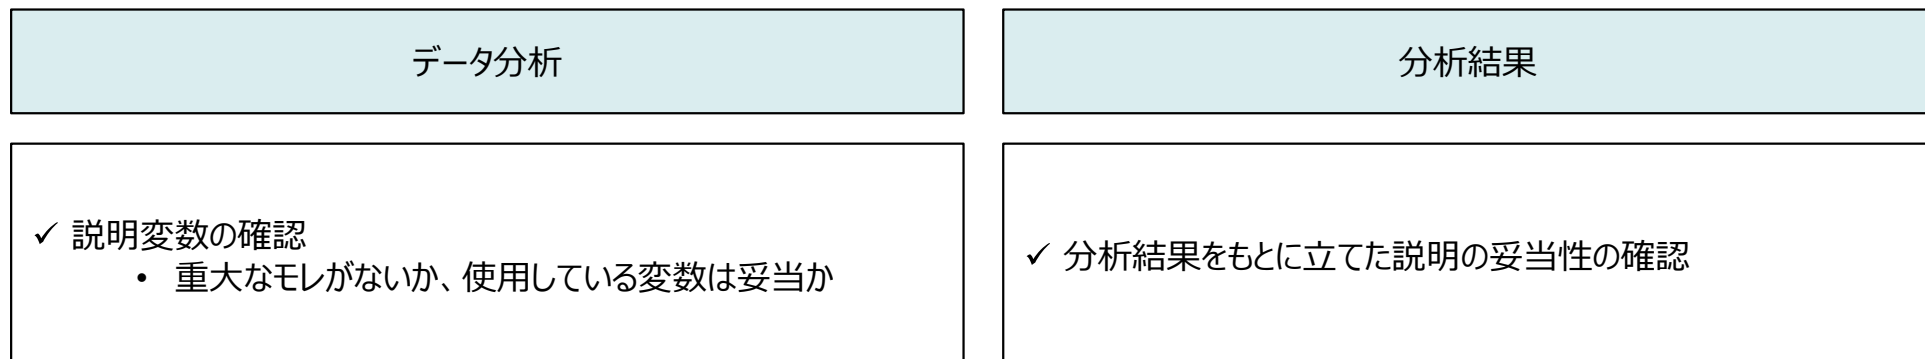 データ分析
分析結果
✓ 説明変数の確認
• 重大なモレがないか、使用している変数は妥当か
✓ 分析結果をもとに立てた説明の妥当性の確認